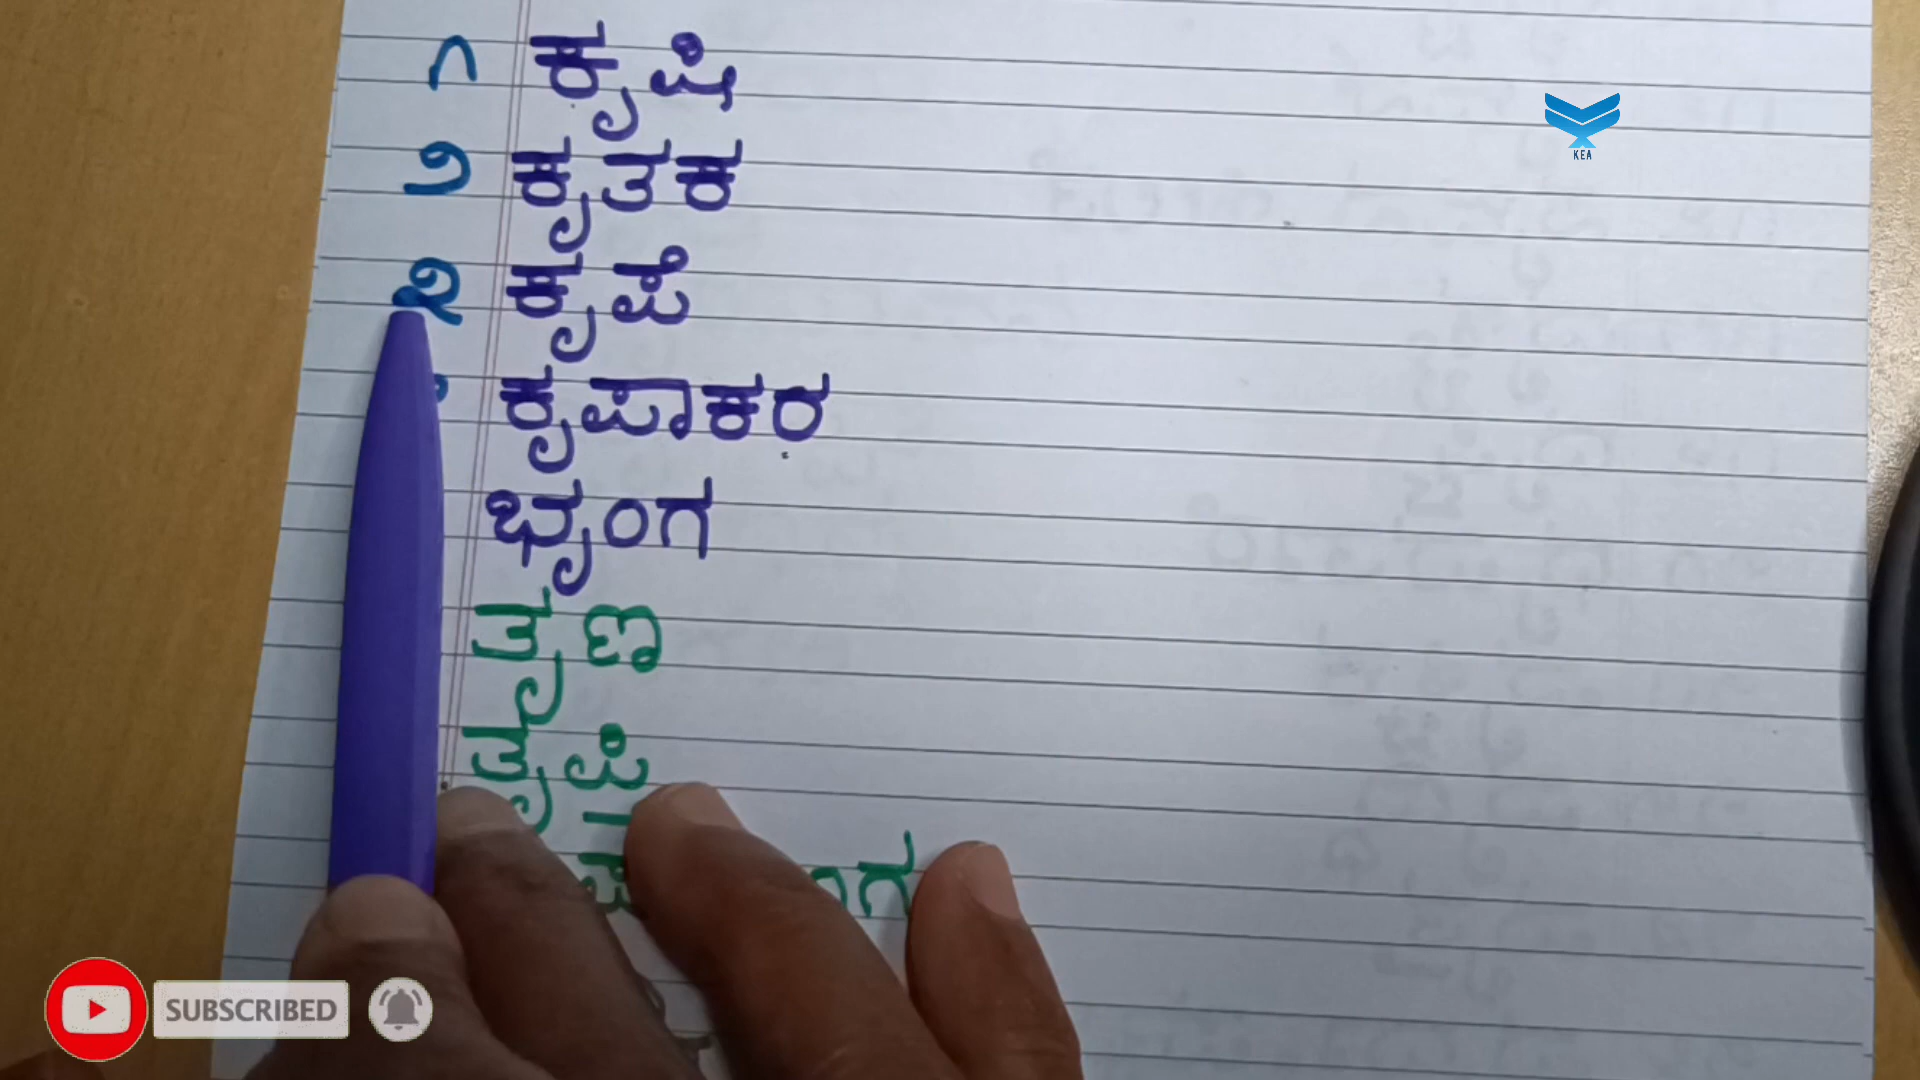 ೧ ಕೃಷಿ
೨ ಕೃತಕ
೩ ಕೃಪೆ
ಕೃಪಾಕರ
ಭೃಂಗ
ತೃಣ
ತೃಪಿ
KEA
SUBSCRIBED